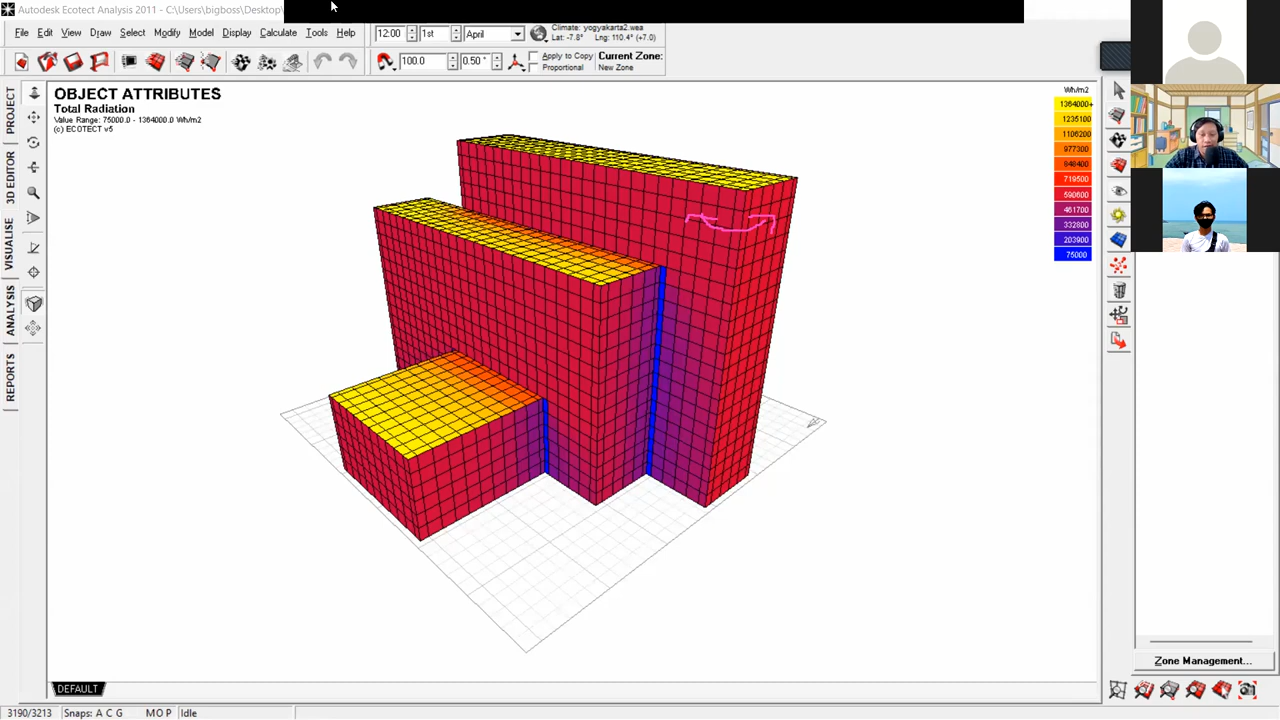 Autodesk Ecotect Analysis 2011 - C:\Users\bigboss\Desktop\
File Edit View Draw Select Modify Model Display Calculate Tools Help
12:00 1st April
Climate: yogyakarta2.wea
Lat: -7.8° Lng: 110.4° (+7.0)
100.0 0.50 °
Apply to Copy
Proportional
Current Zone:
New Zone
PROJECT
3D EDITOR
VISUALISE
ANALYSIS
REPORTS
OBJECT ATTRIBUTES
Total Radiation
Value Range: 75000.0 - 1364000.0 Wh/m2
(c) ECOTECT v5
Wh/m2
1364000+
1235100
1106200
977300
848400
719500
590600
461700
332800
203900
75000
Zone Management...
DEFAULT
3190/3213 Snaps: A C G M O P Idle